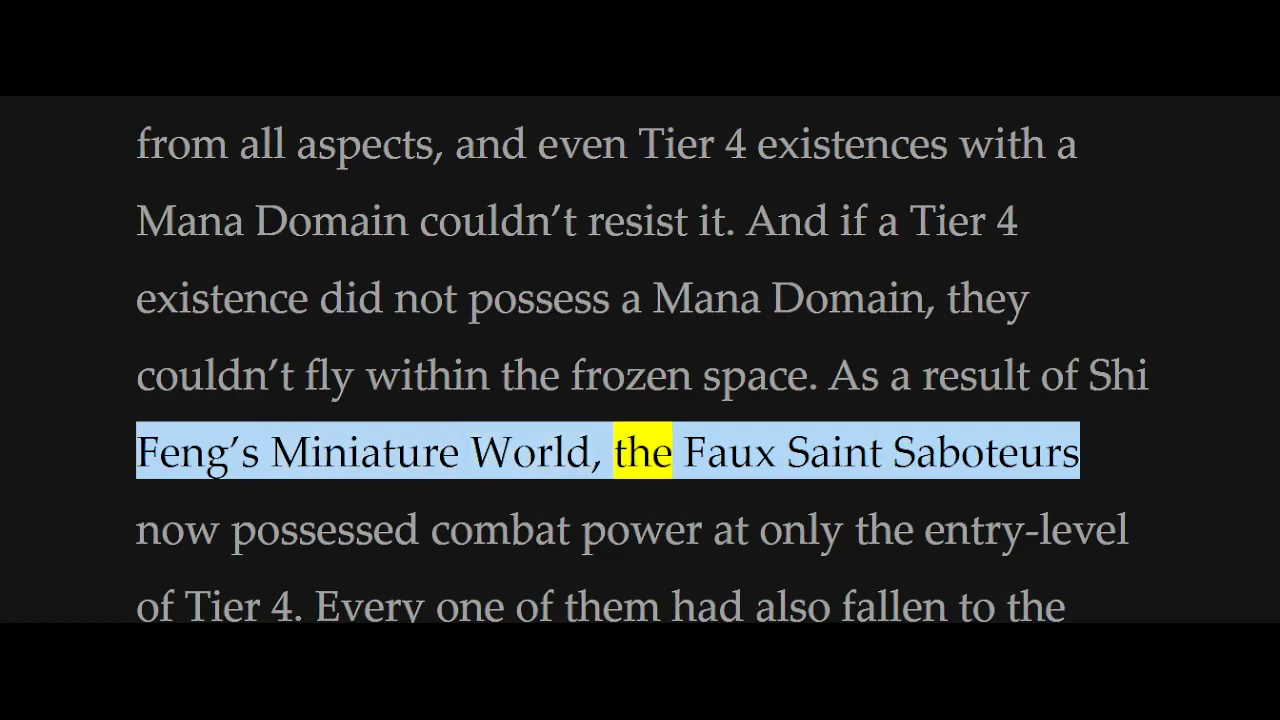 from all aspects, and even Tier 4 existences with a
Mana Domain couldn’t resist it. And if a Tier 4
existence did not possess a Mana Domain, they
couldn’t fly within the frozen space. As a result of Shi
Feng’s Miniature World, the Faux Saint Saboteurs
now possessed combat power at only the entry-level
of Tier 4. Every one of them had also fallen to the